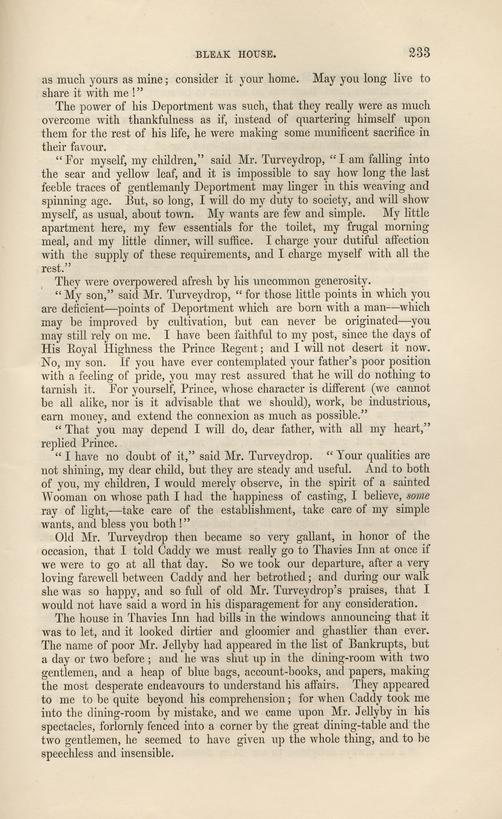 BLEAK HOUSE. 233
as much yours as mine; consider it your home. May you long live to
share it with me!"
The power of his Deportment was such, that they really were as much
overcome with thankfulness as if, instead of quartering himself upon
them for the rest of his life, he were making some munificent sacrifice in
their favour.
"For myself, my children," said Mr. Turveydrop, "I am falling into
the sear and yellow leaf, and it is impossible to say how long the last
feeble traces of gentlemanly Deportment may linger in this weaving and
spinning age. But, so long, I will do my duty to society, and will show
myself, as usual, about town. My wants are few and simple. My little
apartment here, my few essentials for the toilet, my frugal morning
meal, and my little dinner, will suffice. I charge your dutiful affection
with the supply of these requirements, and I charge myself with all the
rest."
They were overpowered afresh by his uncommon generosity.
"My son," said Mr. Turveydrop, "for those little points in which you
are deficient—points of Deportment which are born with a man—which
may be improved by cultivation, but can never be originated—you
may still rely on me. I have been faithful to my post, since the days of
His Royal Highness the Prince Regent; and I will not desert it now.
No, my son. If you have ever contemplated your father's poor position
with a feeling of pride, you may rest assured that he will do nothing to
tarnish it. For yourself, Prince, whose character is different (we cannot
be all alike, nor is it advisable that we should), work, be industrious,
earn money, and extend the connexion as much as possible."
"That you may depend I will do, dear father, with all my heart,"
replied Prince.
"I have no doubt of it," said Mr. Turveydrop. "Your qualities are
not shining, my dear child, but they are steady and useful. And to both
of you, my children, I would merely observe, in the spirit of a sainted
Wooman on whose path I had the happiness of casting, I believe, some
ray of light,—take care of the establishment, take care of my simple
wants, and bless you both!"
Old Mr. Turveydrop then became so very gallant, in honor of the
occasion, that I told Caddy we must really go to Thavies Inn at once if
we were to go at all that day. So we took our departure, after a very
loving farewell between Caddy and her betrothed; and during our walk
she was so happy, and so full of old Mr. Turveydrop's praises, that I
would not have said a word in his disparagement for any consideration.
The house in Thavies Inn had bills in the windows announcing that it
was to let, and it looked dirtier and gloomier and ghastlier than ever.
The name of poor Mr. Jellyby had appeared in the list of Bankrupts, but
a day or two before; and he was shut up in the dining-room with two
gentlemen, and a heap of blue bags, account-books, and papers, making
the most desperate endeavours to understand his affairs. They appeared
to me to be quite beyond his comprehension; for when Caddy took me
into the dining-room by mistake, and we came upon Mr. Jellyby in his
spectacles, forlornly fenced into a corner by the great dining-table and the
two gentlemen, he seemed to have given up the whole thing, and to be
speechless and insensible.